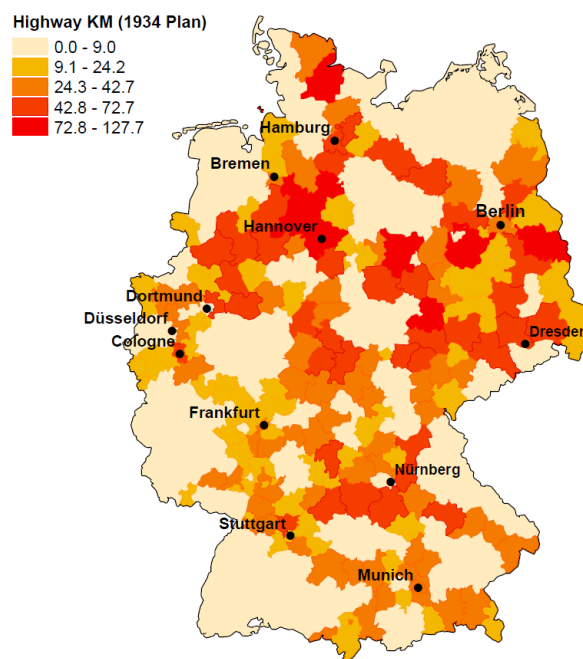 Highway KM (1934 Plan)
0.0 - 9.0
9.1 - 24.2
24.3 - 42.7
42.8 - 72.7
72.8 - 127.7
Hamburg
Bremen
Berlin
Hannover
Dortmund
Düsseldorf
Dresden
Cologne
Frankfurt
Nürnberg
Stuttgart
Munich